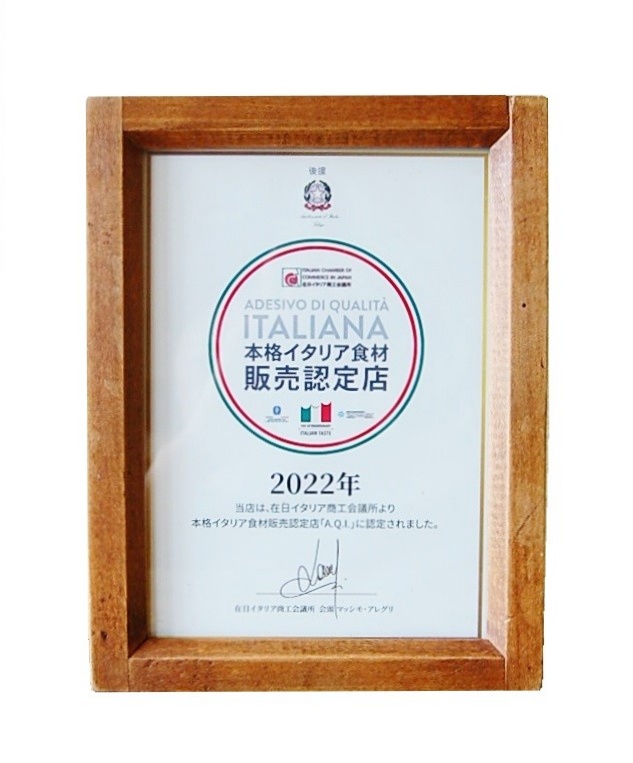 後援
ITALIAN CHAMBER OF
COMMERCE IN JAPAN
在日イタリア商工会議所
ADESIVO DI QUALITÀ
ITALIANA
本格イタリア食材
販売認定店
THE EXTRAORDINARY
ITALIAN TASTE
2022年
当店は、在日イタリア商工会議所より
本格イタリア食材販売認定店「A.Q.I.」に認定されました。
在日イタリア商工会議所 会頭 マッシモ・アレグリ